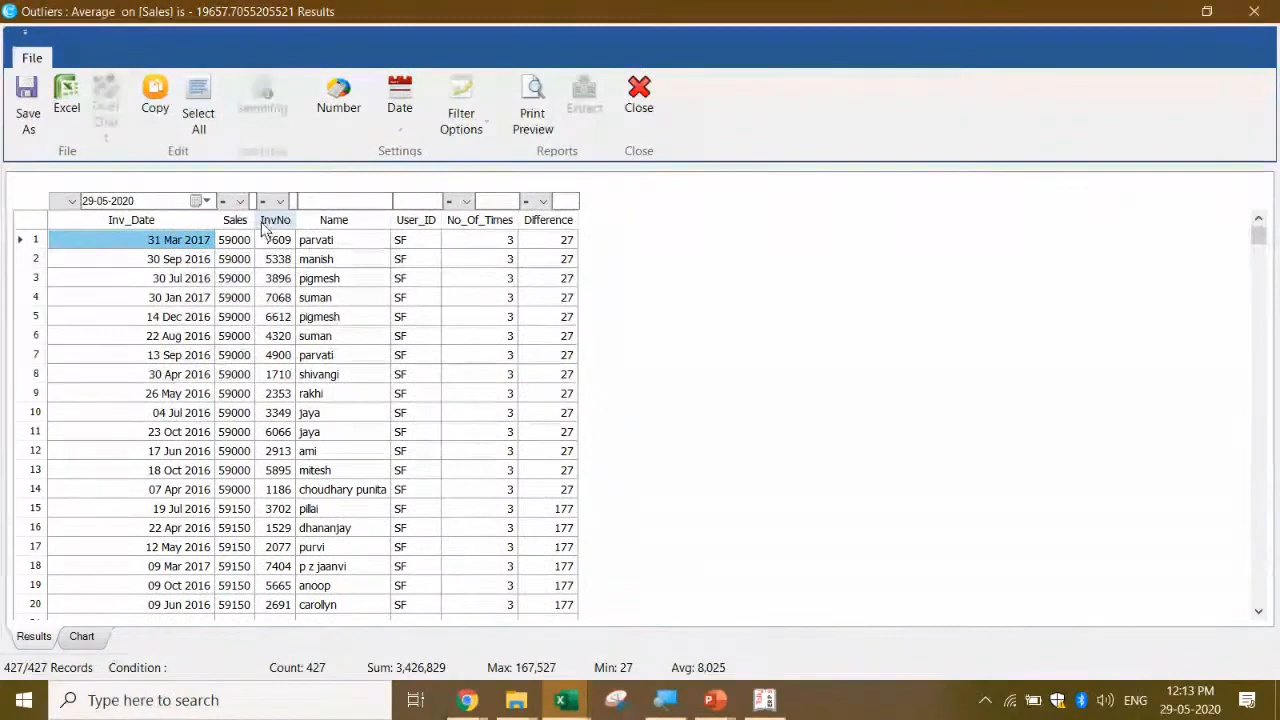 Outliers : Average on [Sales] is - 19657.7055205521 Results
File
Save As
Excel
Copy
Select All
Number
Date
Filter Options
Print Preview
Extract
Close
File
Edit
Settings
Reports
Close
29-05-2020 = = = =
Inv_Date Sales InvNo Name User_ID No_Of_Times Difference
1 31 Mar 2017 59000 7609 parvati SF 3 27
2 30 Sep 2016 59000 5338 manish SF 3 27
3 30 Jul 2016 59000 3896 pigmesh SF 3 27
4 30 Jan 2017 59000 7068 suman SF 3 27
5 14 Dec 2016 59000 6612 pigmesh SF 3 27
6 22 Aug 2016 59000 4320 suman SF 3 27
7 13 Sep 2016 59000 4900 parvati SF 3 27
8 30 Apr 2016 59000 1710 shivangi SF 3 27
9 26 May 2016 59000 2353 rakhi SF 3 27
10 04 Jul 2016 59000 3349 jaya SF 3 27
11 23 Oct 2016 59000 6066 jaya SF 3 27
12 17 Jun 2016 59000 2913 ami SF 3 27
13 18 Oct 2016 59000 5895 mitesh SF 3 27
14 07 Apr 2016 59000 1186 choudhary punita SF 3 27
15 19 Jul 2016 59150 3702 pilai SF 3 177
16 22 Apr 2016 59150 1529 dhananjay SF 3 177
17 12 May 2016 59150 2077 purvi SF 3 177
18 09 Mar 2017 59150 7404 p z jaanvi SF 3 177
19 09 Oct 2016 59150 5665 anoop SF 3 177
20 09 Jun 2016 59150 2691 carollyn SF 3 177
Results Chart
427/427 Records Condition : Count: 427 Sum: 3,426,829 Max: 167,527 Min: 27 Avg: 8,025
Type here to search
ENG
12:13 PM
29-05-2020